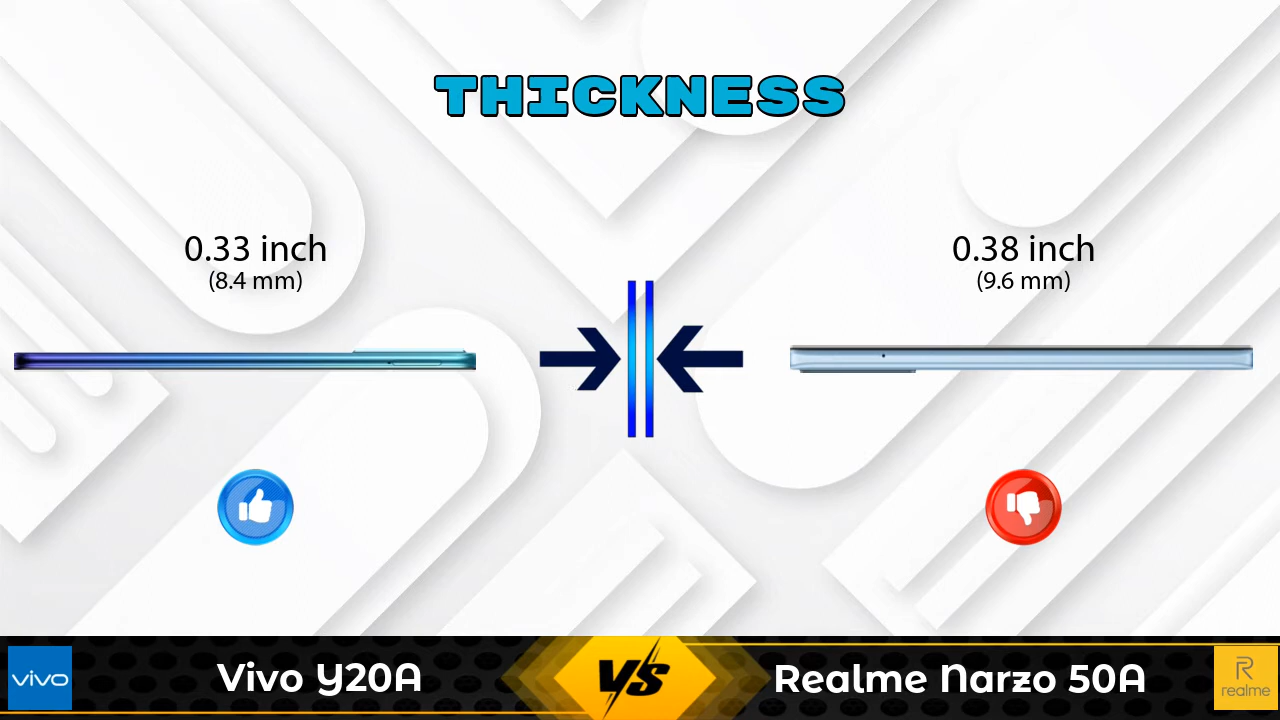 THICKNESS
0.33 inch
(8.4 mm)
0.38 inch
(9.6 mm)
vivo
Vivo Y20A
VS
Realme Narzo 50A
R
realme